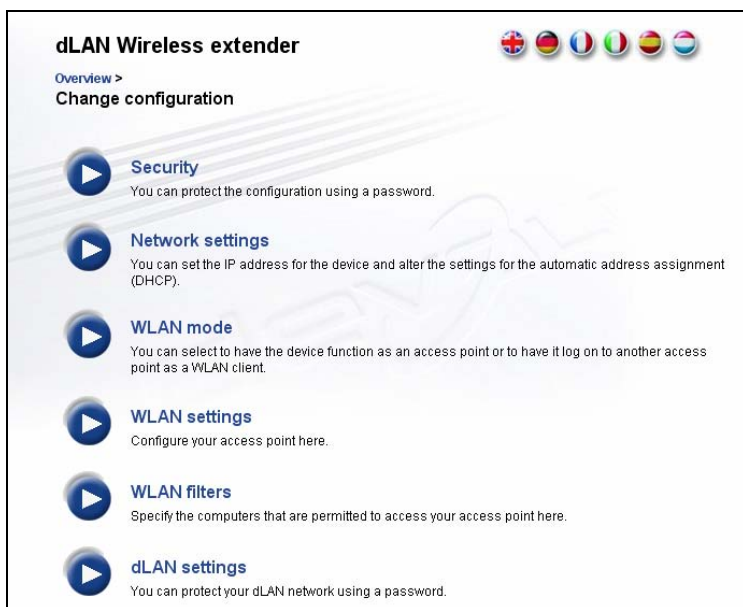 dLAN Wireless extender
Overview >
Change configuration
Security
You can protect the configuration using a password.
Network settings
You can set the IP address for the device and alter the settings for the automatic address assignment
(DHCP).
WLAN mode
You can select to have the device function as an access point or to have it log on to another access
point as a WLAN client.
WLAN settings
Configure your access point here.
WLAN filters
Specify the computers that are permitted to access your access point here.
dLAN settings
You can protect your dLAN network using a password.